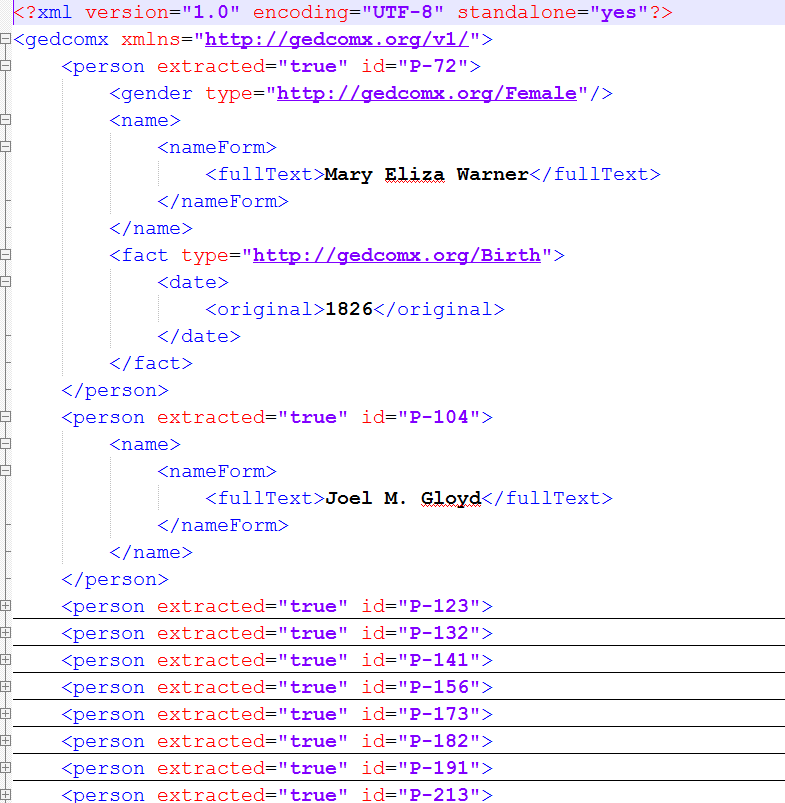 <?xml version="1.0" encoding="UTF-8" standalone="yes"?>
<gedcomx xmlns="http://gedcomx.org/v1/">
    <person extracted="true" id="P-72">
        <gender type="http://gedcomx.org/Female"/>
        <name>
            <nameForm>
                <fullText>Mary Eliza Warner</fullText>
            </nameForm>
        </name>
        <fact type="http://gedcomx.org/Birth">
            <date>
                <original>1826</original>
            </date>
        </fact>
    </person>
    <person extracted="true" id="P-104">
        <name>
            <nameForm>
                <fullText>Joel M. Gloyd</fullText>
            </nameForm>
        </name>
    </person>
    <person extracted="true" id="P-123">
    <person extracted="true" id="P-132">
    <person extracted="true" id="P-141">
    <person extracted="true" id="P-156">
    <person extracted="true" id="P-173">
    <person extracted="true" id="P-182">
    <person extracted="true" id="P-191">
    <person extracted="true" id="P-213">